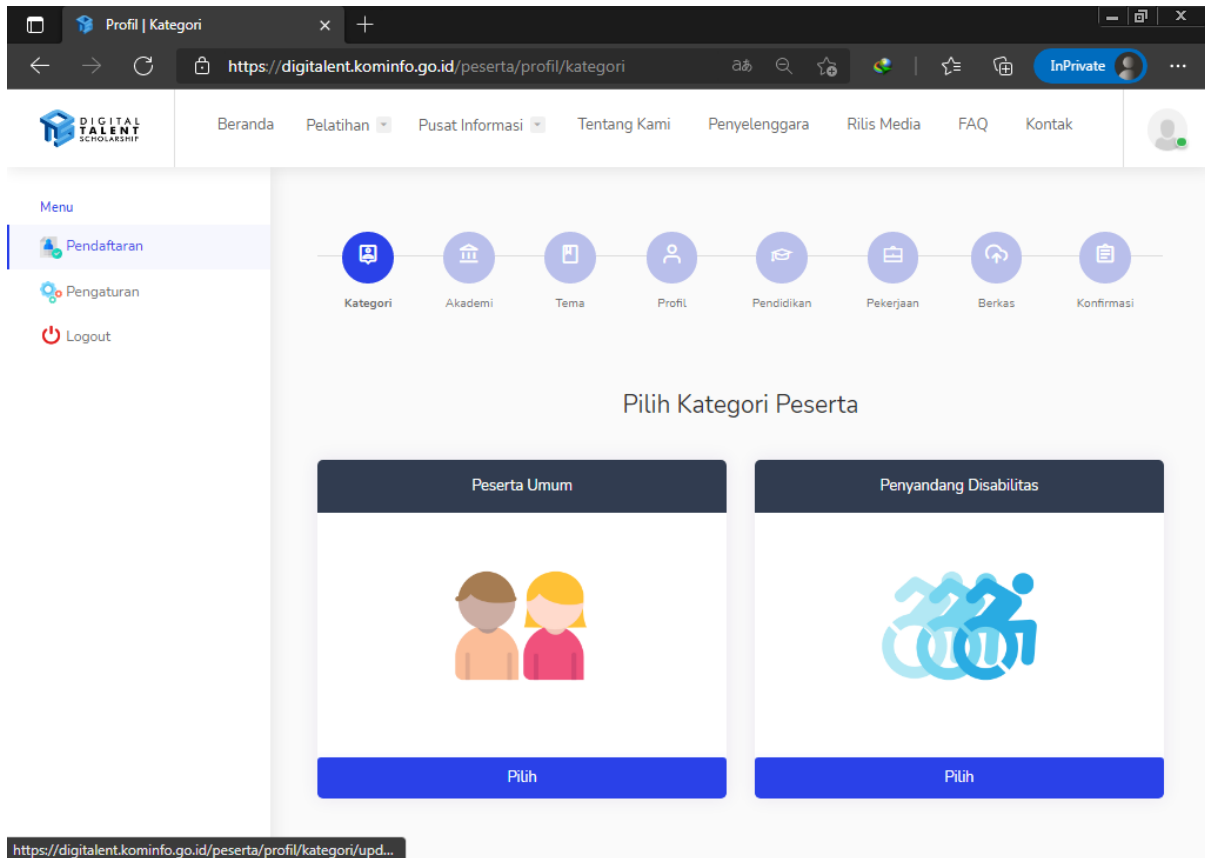 Profil | Kategori
https://digitalent.kominfo.go.id/peserta/profil/kategori
aあ
InPrivate
DIGITAL
TALENT
SCHOLARSHIP
Beranda Pelatihan Pusat Informasi Tentang Kami Penyelenggara Rilis Media FAQ Kontak
Menu
Pendaftaran
Pengaturan
Logout
Kategori Akademi Tema Profil Pendidikan Pekerjaan Berkas Konfirmasi
Pilih Kategori Peserta
Peserta Umum Penyandang Disabilitas
Pilih Pilih
https://digitalent.kominfo.go.id/peserta/profil/kategori/upd...